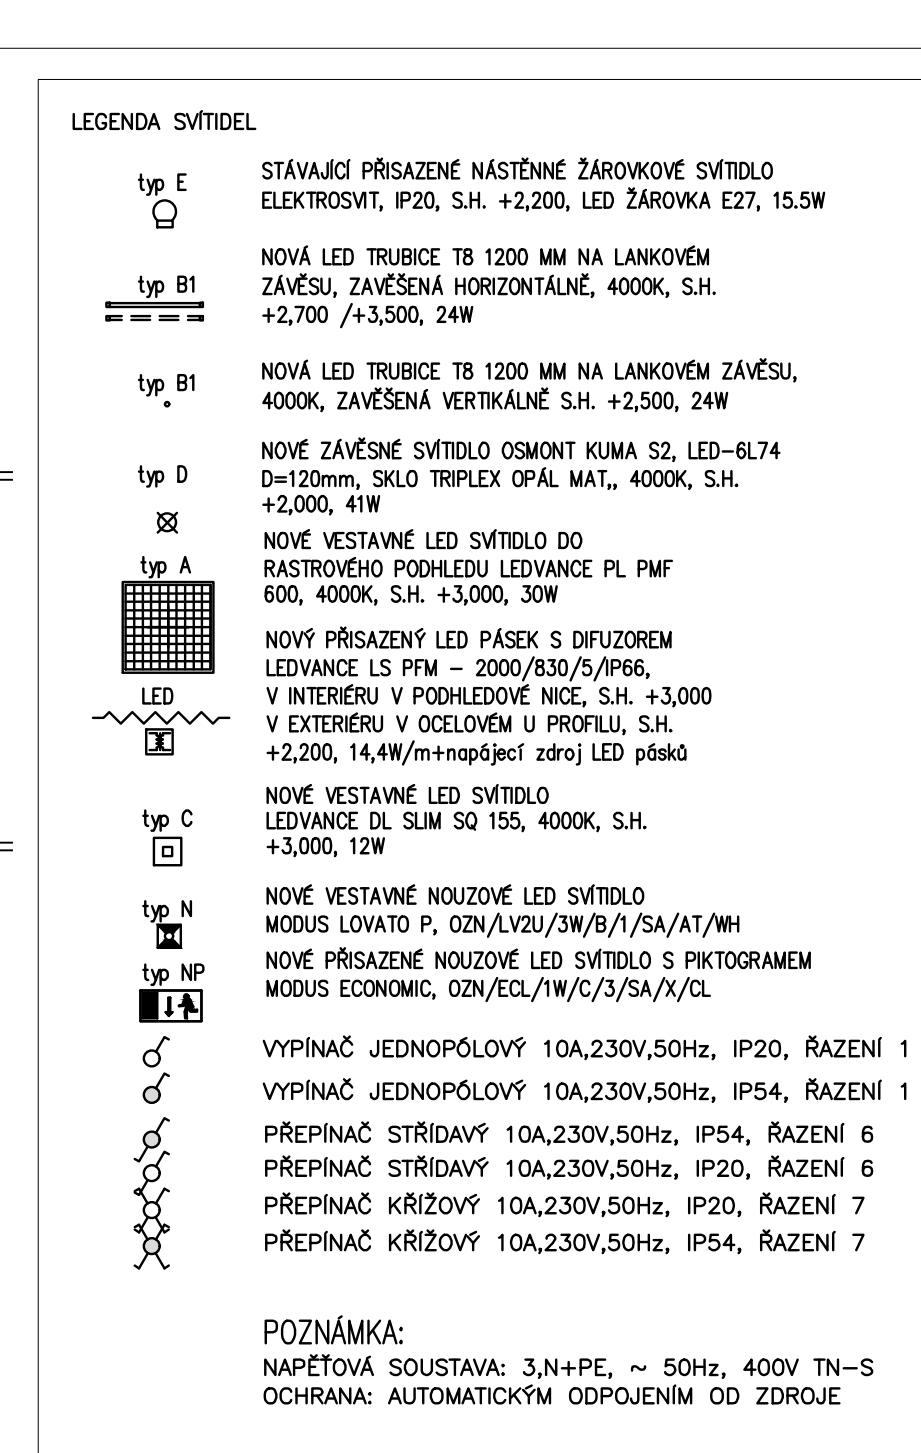 LEGENDA SVÍTIDEL
typ E
STÁVAJÍCÍ PŘISAZENÉ NÁSTĚNNÉ ŽÁROVKOVÉ SVÍTIDLO
ELEKTROSVIT, IP20, S.H. +2,200, LED ŽÁROVKA E27, 15.5W
typ B1
NOVÁ LED TRUBICE T8 1200 MM NA LANKOVÉM
ZÁVĚSU, ZAVĚŠENÁ HORIZONTÁLNĚ, 4000K, S.H.
+2,700 /+3,500, 24W
typ B1
NOVÁ LED TRUBICE T8 1200 MM NA LANKOVÉM ZÁVĚSU,
4000K, ZAVĚŠENÁ VERTIKÁLNĚ S.H. +2,500, 24W
typ D
NOVÉ ZÁVĚSNÉ SVÍTIDLO OSMONT KUMA S2, LED-6L74
D=120mm, SKLO TRIPLEX OPÁL MAT,, 4000K, S.H.
+2,000, 41W
typ A
NOVÉ VESTAVNÉ LED SVÍTIDLO DO
RASTROVÉHO PODHLEDU LEDVANCE PL PMF
600, 4000K, S.H. +3,000, 30W
LED
NOVÝ PŘISAZENÝ LED PÁSEK S DIFUZOREM
LEDVANCE LS PFM - 2000/830/5/IP66,
V INTERIÉRU V PODHLEDOVÉ NICE, S.H. +3,000
V EXTERIÉRU V OCELOVÉM U PROFILU, S.H.
+2,200, 14,4W/m+napájecí zdroj LED pásků
typ C
NOVÉ VESTAVNÉ LED SVÍTIDLO
LEDVANCE DL SLIM SQ 155, 4000K, S.H.
+3,000, 12W
typ N
NOVÉ VESTAVNÉ NOUZOVÉ LED SVÍTIDLO
MODUS LOVATO P, OZN/LV2U/3W/B/1/SA/AT/WH
typ NP
NOVÉ PŘISAZENÉ NOUZOVÉ LED SVÍTIDLO S PIKTOGRAMEM
MODUS ECONOMIC, OZN/ECL/1W/C/3/SA/X/CL
VYPÍNAČ JEDNOPÓLOVÝ 10A,230V,50Hz, IP20, ŘAZENÍ 1
VYPÍNAČ JEDNOPÓLOVÝ 10A,230V,50Hz, IP54, ŘAZENÍ 1
PŘEPÍNAČ STŘÍDAVÝ 10A,230V,50Hz, IP54, ŘAZENÍ 6
PŘEPÍNAČ STŘÍDAVÝ 10A,230V,50Hz, IP20, ŘAZENÍ 6
PŘEPÍNAČ KŘÍŽOVÝ 10A,230V,50Hz, IP20, ŘAZENÍ 7
PŘEPÍNAČ KŘÍŽOVÝ 10A,230V,50Hz, IP54, ŘAZENÍ 7
POZNÁMKA:
NAPĚŤOVÁ SOUSTAVA: 3,N+PE, ~ 50Hz, 400V TN-S
OCHRANA: AUTOMATICKÝM ODPOJENÍM OD ZDROJE